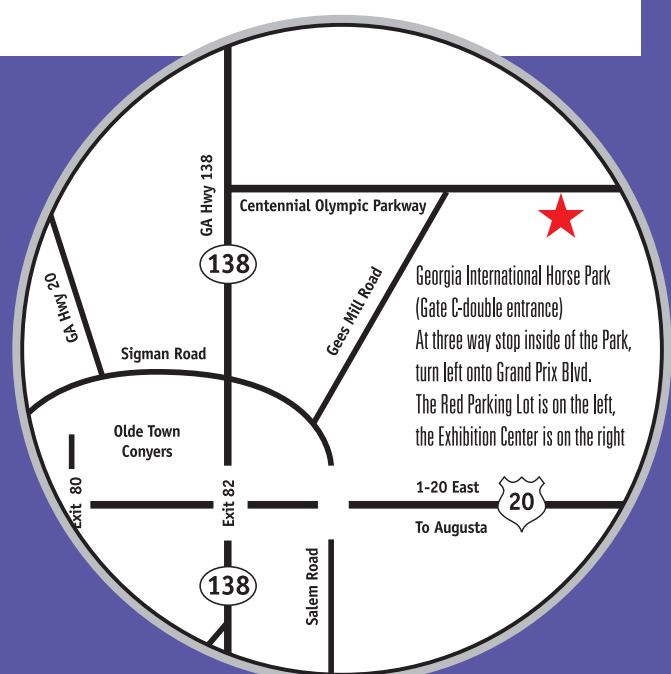 GA Hwy 138
Centennial Olympic Parkway
138
GA Hwy 20
Gees Mill Road
Georgia International Horse Park
(Gate C-double entrance)
At three way stop inside of the Park,
turn left onto Grand Prix Blvd.
The Red Parking Lot is on the left,
the Exhibition Center is on the right
Sigman Road
Olde Town
Conyers
Exit 80
Exit 82
1-20 East
20
To Augusta
138
Salem Road